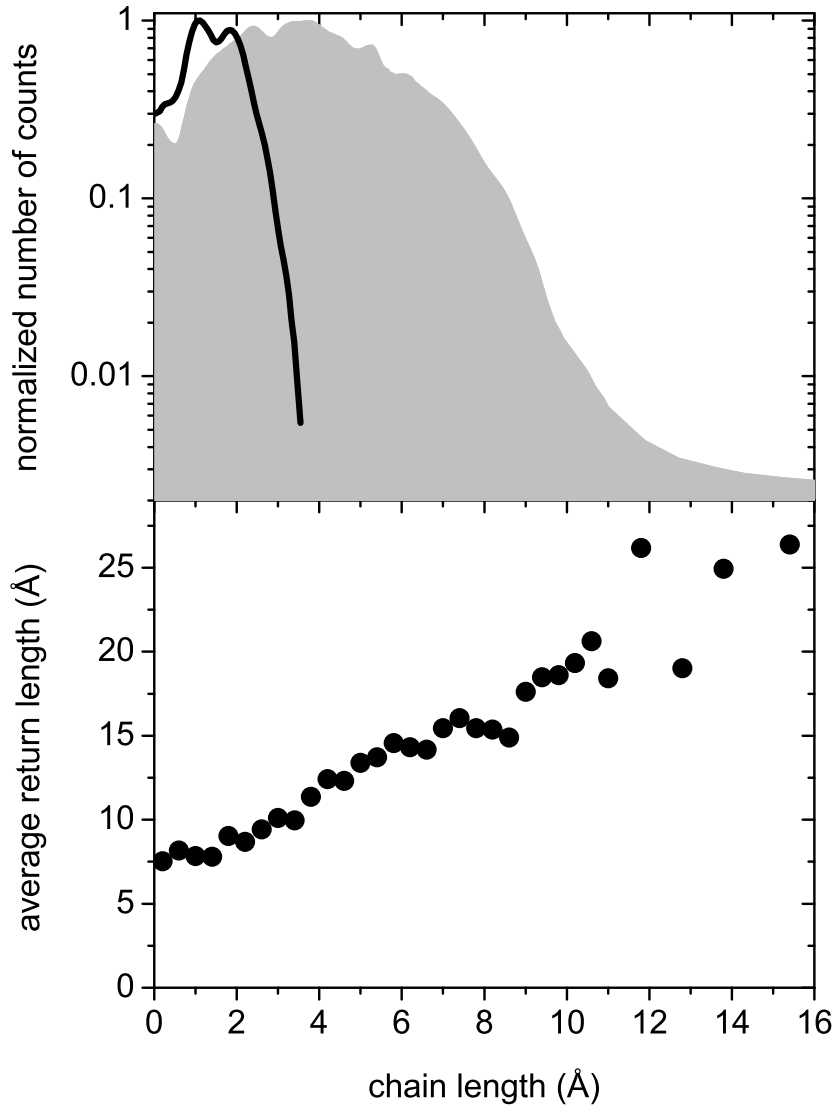 normalized number of counts
1
0.1
0.01
average return length (Å)
25
20
15
10
5
0
0 2 4 6 8 10 12 14 16
chain length (Å)